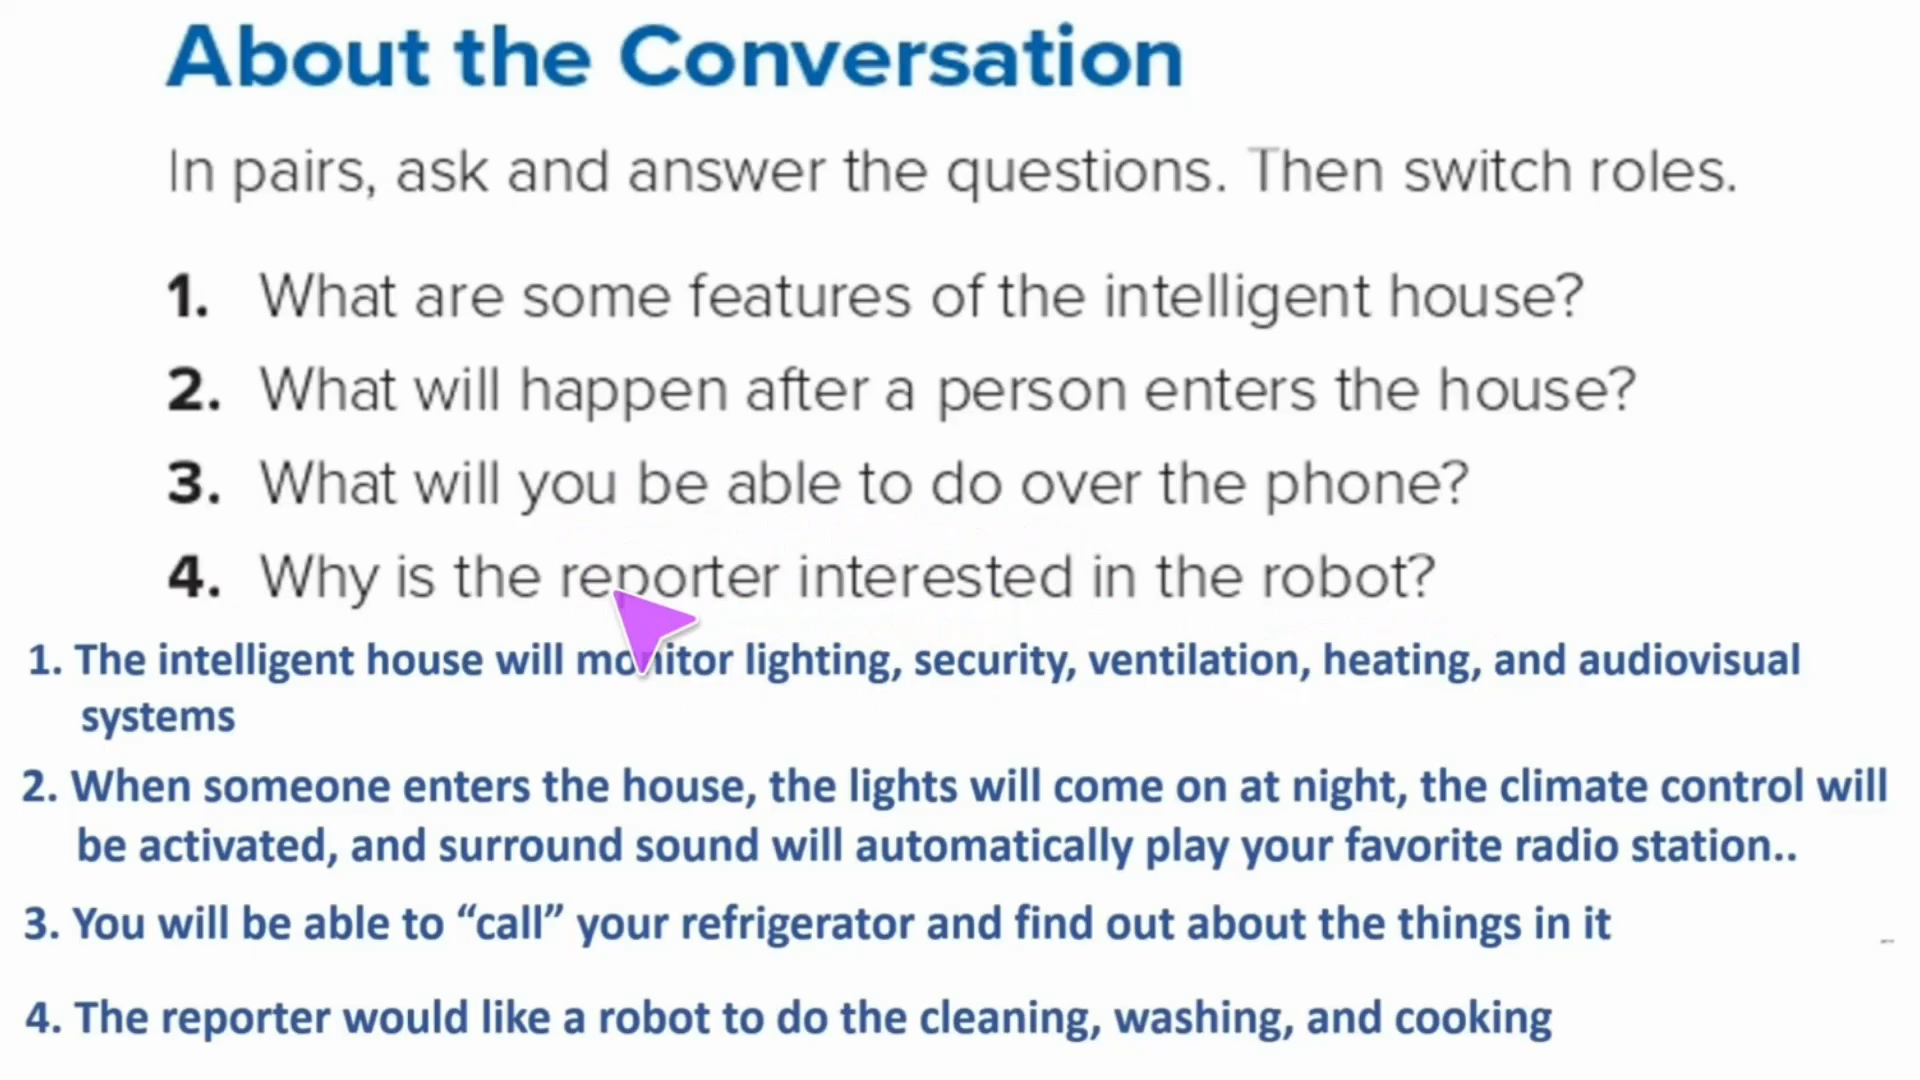 About the Conversation
In pairs, ask and answer the questions. Then switch roles.
1. What are some features of the intelligent house?
2. What will happen after a person enters the house?
3. What will you be able to do over the phone?
4. Why is the reporter interested in the robot?
1. The intelligent house will monitor lighting, security, ventilation, heating, and audiovisual
systems
2. When someone enters the house, the lights will come on at night, the climate control will
be activated, and surround sound will automatically play your favorite radio station..
3. You will be able to “call” your refrigerator and find out about the things in it
4. The reporter would like a robot to do the cleaning, washing, and cooking